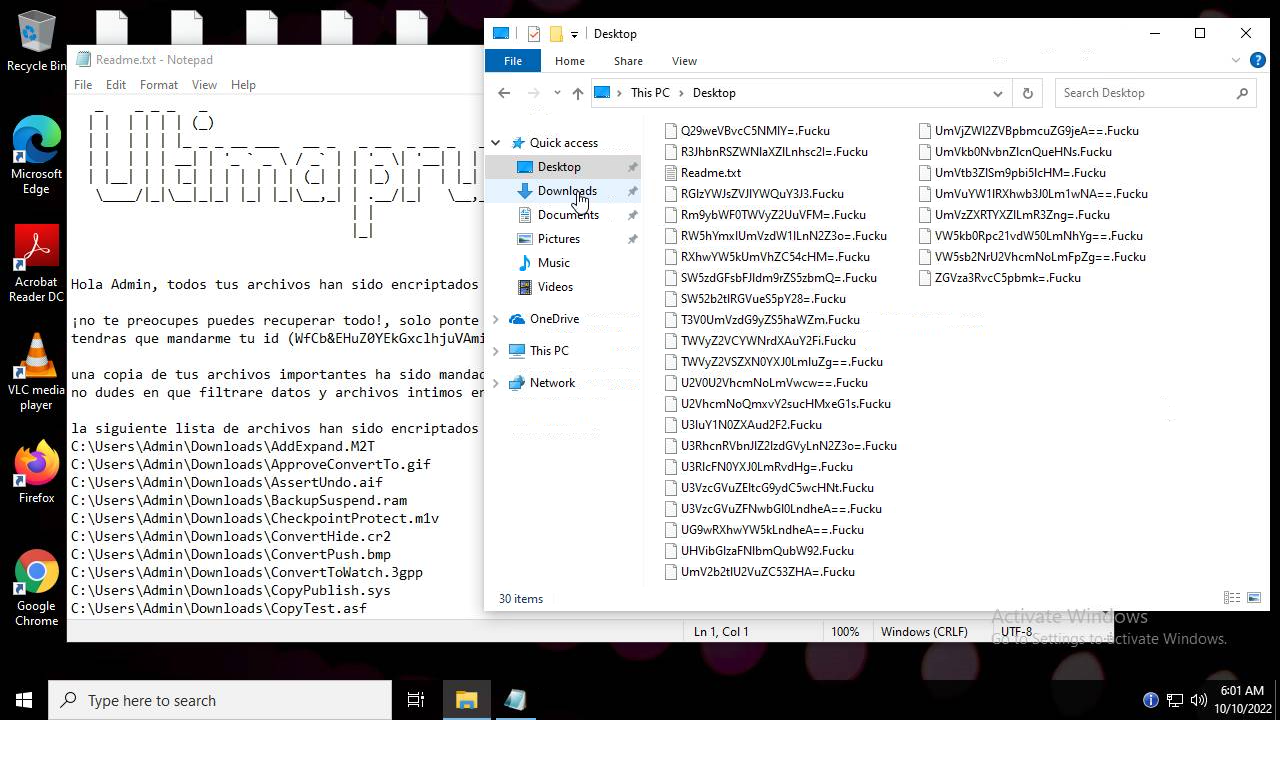 Recycle Bin
Microsoft
Edge
Acrobat
Reader DC
VLC media
player
Firefox
Google
Chrome
Readme.txt - Notepad
File Edit Format View Help
Hola Admin, todos tus archivos han sido encriptados
¡no te preocupes puedes recuperar todo!, solo ponte
tendras que mandarme tu id (WfCb&EHuZ0YEkGxclhjuVAmi
una copia de tus archivos importantes ha sido mandad
no dudes en que filtrare datos y archivos intimos en
la siguiente lista de archivos han sido encriptados
C:\Users\Admin\Downloads\AddExpand.M2T
C:\Users\Admin\Downloads\ApproveConvertTo.gif
C:\Users\Admin\Downloads\AssertUndo.aif
C:\Users\Admin\Downloads\BackupSuspend.ram
C:\Users\Admin\Downloads\CheckpointProtect.m1v
C:\Users\Admin\Downloads\ConvertHide.cr2
C:\Users\Admin\Downloads\ConvertPush.bmp
C:\Users\Admin\Downloads\ConvertToWatch.3gpp
C:\Users\Admin\Downloads\CopyPublish.sys
C:\Users\Admin\Downloads\CopyTest.asf
Ln 1, Col 1 100% Windows (CRLF) UTF-8
Desktop
File Home Share View
This PC Desktop
Search Desktop
Quick access
Desktop
Downloads
Documents
Pictures
Music
Videos
OneDrive
This PC
Network
Q29weVBvcC5NMlY=.Fucku
R3JhbnRSZWNlaXZlLnhsc2I=.Fucku
Readme.txt
RGlzYWJsZVJlYWQuY3J3.Fucku
Rm9ybWF0TWVyZ2UuVFM=.Fucku
RW5hYmxlUmVzdW1lLnN2Z3o=.Fucku
RXhwYW5kUmVhZC54cHM=.Fucku
SW5zdGFsbFJldm9rZS5zbmQ=.Fucku
SW52b2tlRGVueS5pY28=.Fucku
T3V0UmVzdG9yZS5haWZm.Fucku
TWVyZ2VCYWNrdXAuY2Fi.Fucku
TWVyZ2VSZXN0YXJ0LmluZg==.Fucku
U2V0U2VhcmNoLmVwcw==.Fucku
U2VhcmNoQmxvY2sucHMxeG1s.Fucku
U3luY1N0ZXAud2F2.Fucku
U3RhcnRVbnJlZ2lzdGVyLnN2Z3o=.Fucku
U3RlcFN0YXJ0LmRvdHg=.Fucku
U3VzcGVuZEltcG9ydC5wcHNt.Fucku
U3VzcGVuZFNwbGl0LndheA==.Fucku
UG9wRXhwYW5kLndheA==.Fucku
UHVibGlzaFNlbmQubW92.Fucku
UmV2b2tlU2VuZC53ZHA=.Fucku
UmVjZWl2ZVBpbmcuZG9jeA==.Fucku
UmVkb0NvbnZlcnQueHNs.Fucku
UmVtb3ZlSm9pbi5lcHM=.Fucku
UmVuYW1lRXhwb3J0Lm1wNA==.Fucku
UmVzZXRTYXZlLmR3Zng=.Fucku
VW5kb0Rpc21vdW50LmNhYg==.Fucku
VW5sb2NrU2VhcmNoLmFpZg==.Fucku
ZGVza3RvcC5pbmk=.Fucku
30 items
Activate Windows
Go to Settings to activate Windows.
Type here to search
6:01 AM
10/10/2022